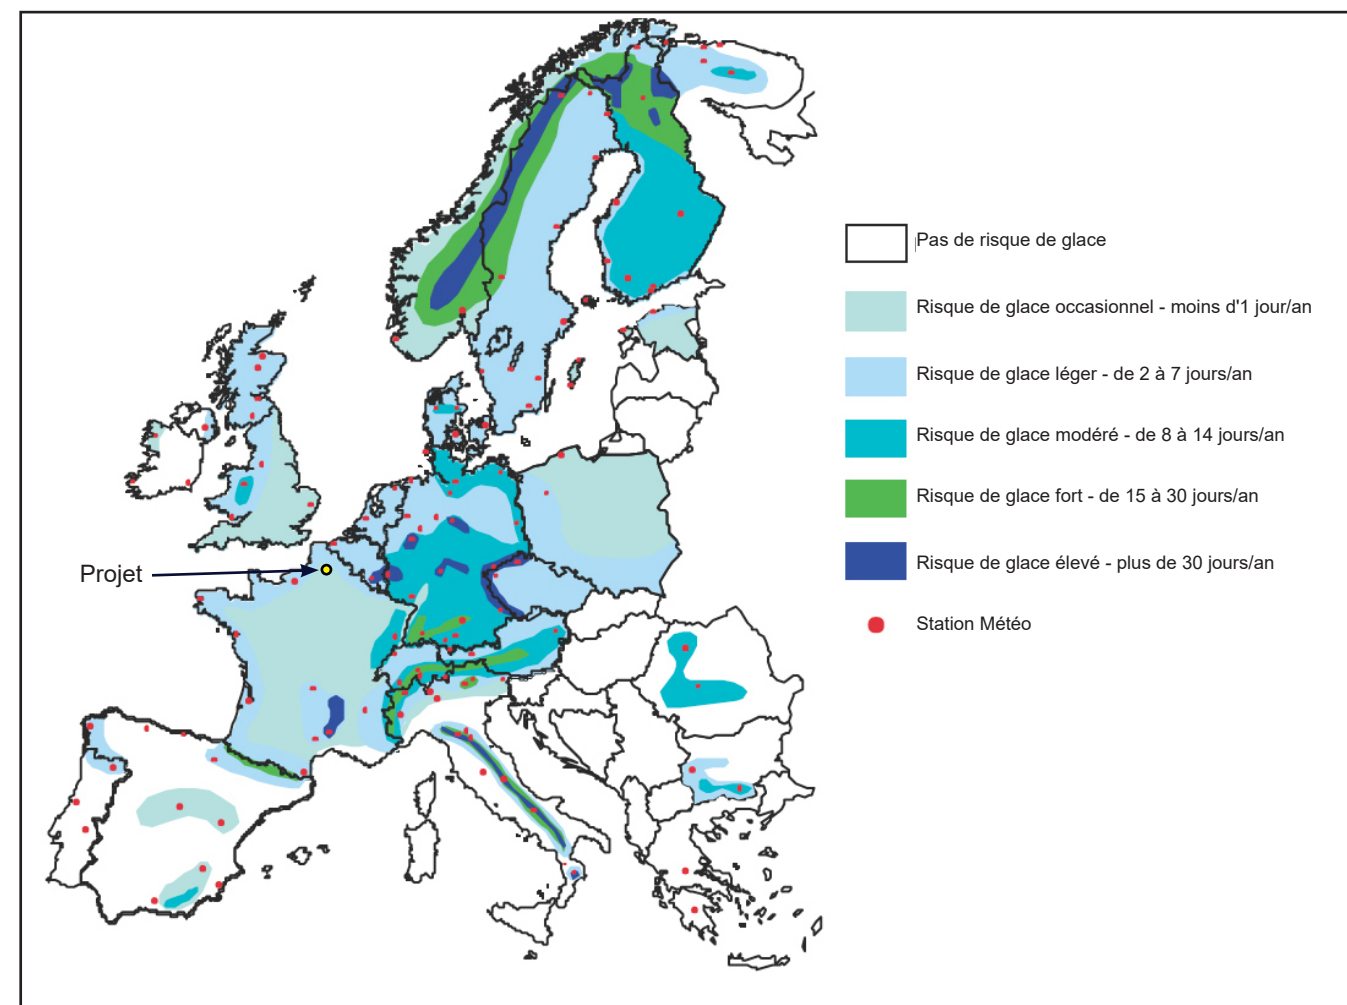 Pas de risque de glace
Risque de glace occasionnel - moins d'1 jour/an
Risque de glace léger - de 2 à 7 jours/an
Risque de glace modéré - de 8 à 14 jours/an
Risque de glace fort - de 15 à 30 jours/an
Projet
Risque de glace élevé - plus de 30 jours/an
Station Météo